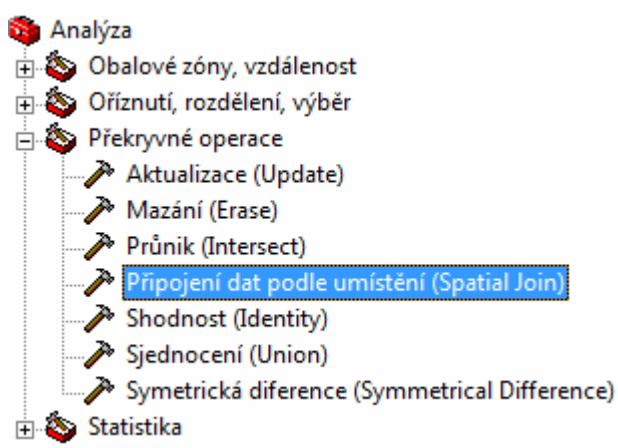 Analýza
Obalové zóny, vzdálenost
Oříznutí, rozdělení, výběr
Překryvné operace
Aktualizace (Update)
Mazání (Erase)
Průnik (Intersect)
Připojení dat podle umístění (Spatial Join)
Shodnost (Identity)
Sjednocení (Union)
Symetrická diference (Symmetrical Difference)
Statistika